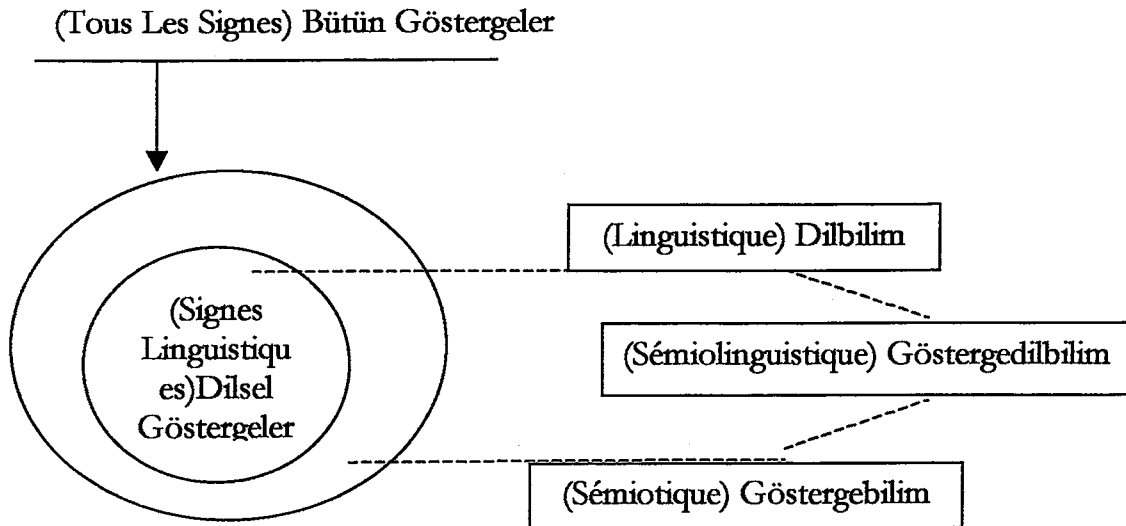 (Tous Les Signes) Bütün Göstergeler
(Linguistique) Dilbilim
(Signes
Linguistiqu
es)Dilsel
Göstergeler
(Sémiolinguistique) Göstergedilbilim
(Sémiotique) Göstergebilim